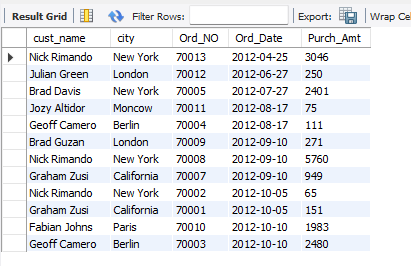 Result Grid Filter Rows: Export: Wrap Cel
cust_name city Ord_NO Ord_Date Purch_Amt
Nick Rimando New York 70013 2012-04-25 3046
Julian Green London 70012 2012-06-27 250
Brad Davis New York 70005 2012-07-27 2401
Jozy Altidor Moncow 70011 2012-08-17 75
Geoff Camero Berlin 70004 2012-08-17 111
Brad Guzan London 70009 2012-09-10 271
Nick Rimando New York 70008 2012-09-10 5760
Graham Zusi California 70007 2012-09-10 949
Nick Rimando New York 70002 2012-10-05 65
Graham Zusi California 70001 2012-10-05 151
Fabian Johns Paris 70010 2012-10-10 1983
Geoff Camero Berlin 70003 2012-10-10 2480